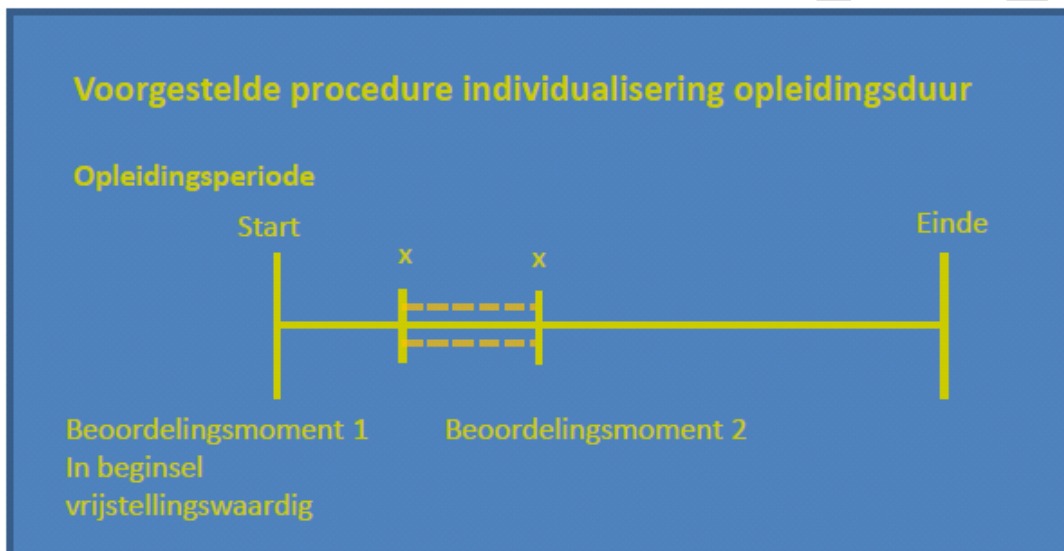 Voorgestelde procedure individualisering opleidingsduur
Opleidingsperiode
Start
Einde
x
x
Beoordelingsmoment 1
Beoordelingsmoment 2
In beginsel
vrijstellingswaardig